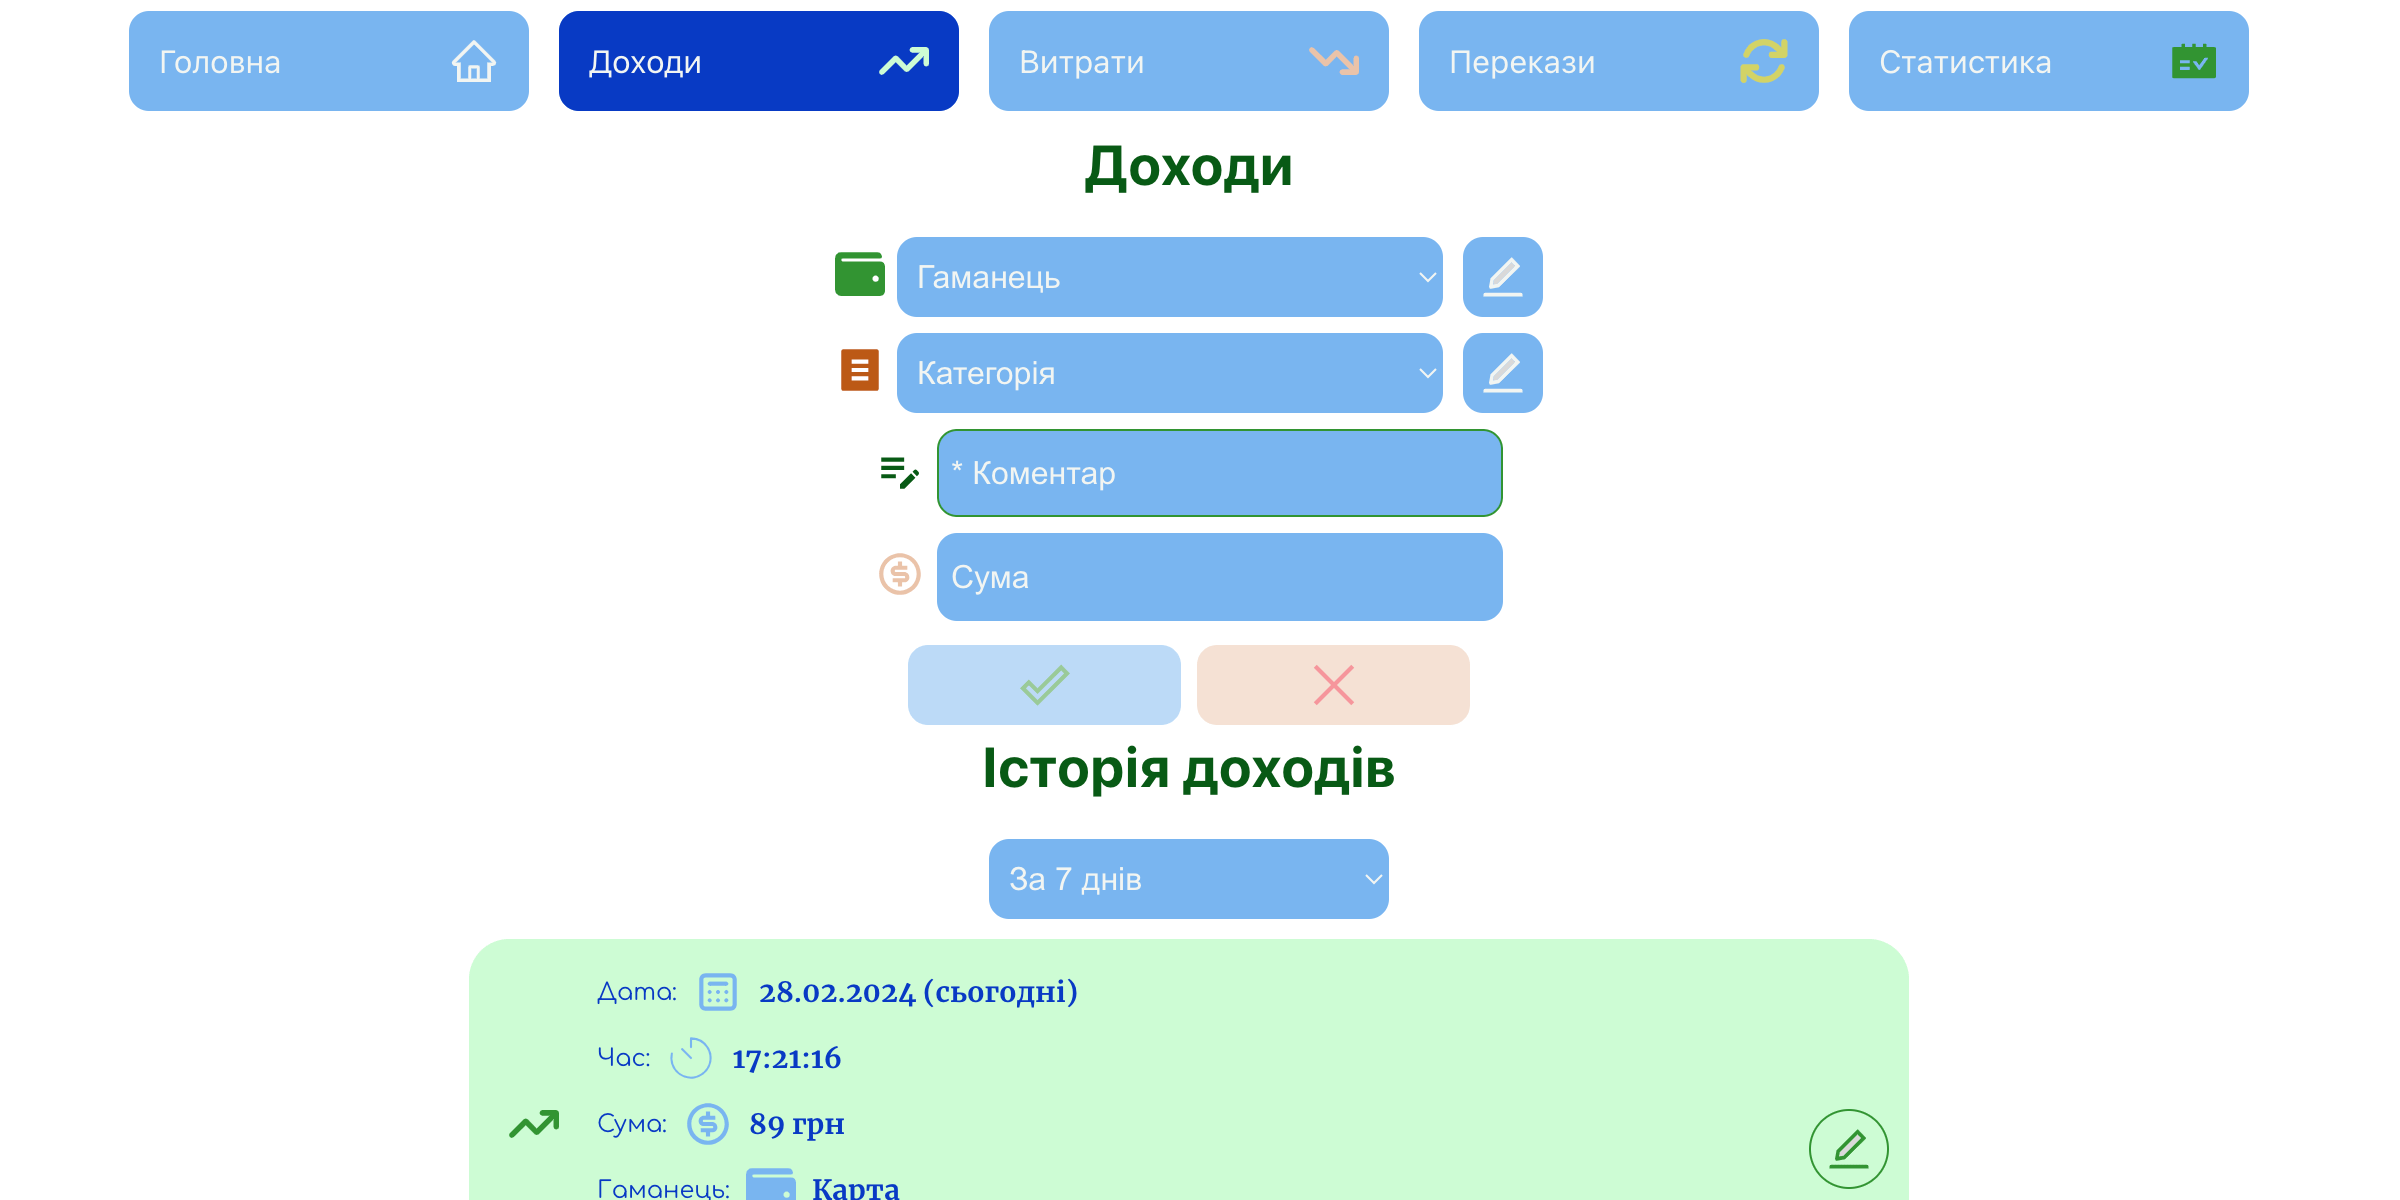 Головна Доходи Витрати Перекази Статистика
Доходи
Гаманець
Категорія
* Коментар
Сума
Історія доходів
За 7 днів
Дата: 28.02.2024 (сьогодні)
Час: 17:21:16
Сума: 89 грн
Гаманець: Карта